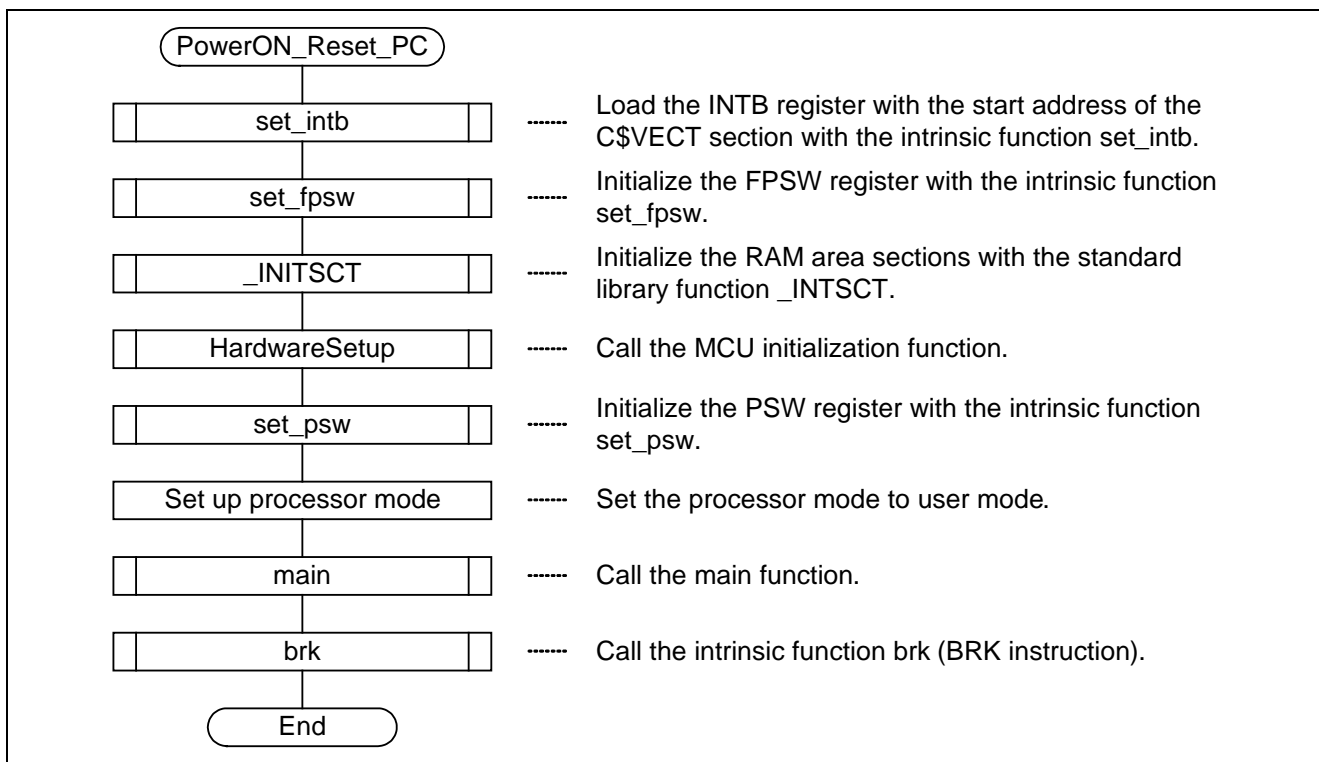 PowerON_Reset_PC
set_intb
Load the INTB register with the start address of the
C$VECT section with the intrinsic function set_intb.
set_fpsw
Initialize the FPSW register with the intrinsic function
set_fpsw.
_INITSCT
Initialize the RAM area sections with the standard
library function _INTSCT.
HardwareSetup
Call the MCU initialization function.
set_psw
Initialize the PSW register with the intrinsic function
set_psw.
Set up processor mode
Set the processor mode to user mode.
main
Call the main function.
brk
Call the intrinsic function brk (BRK instruction).
End